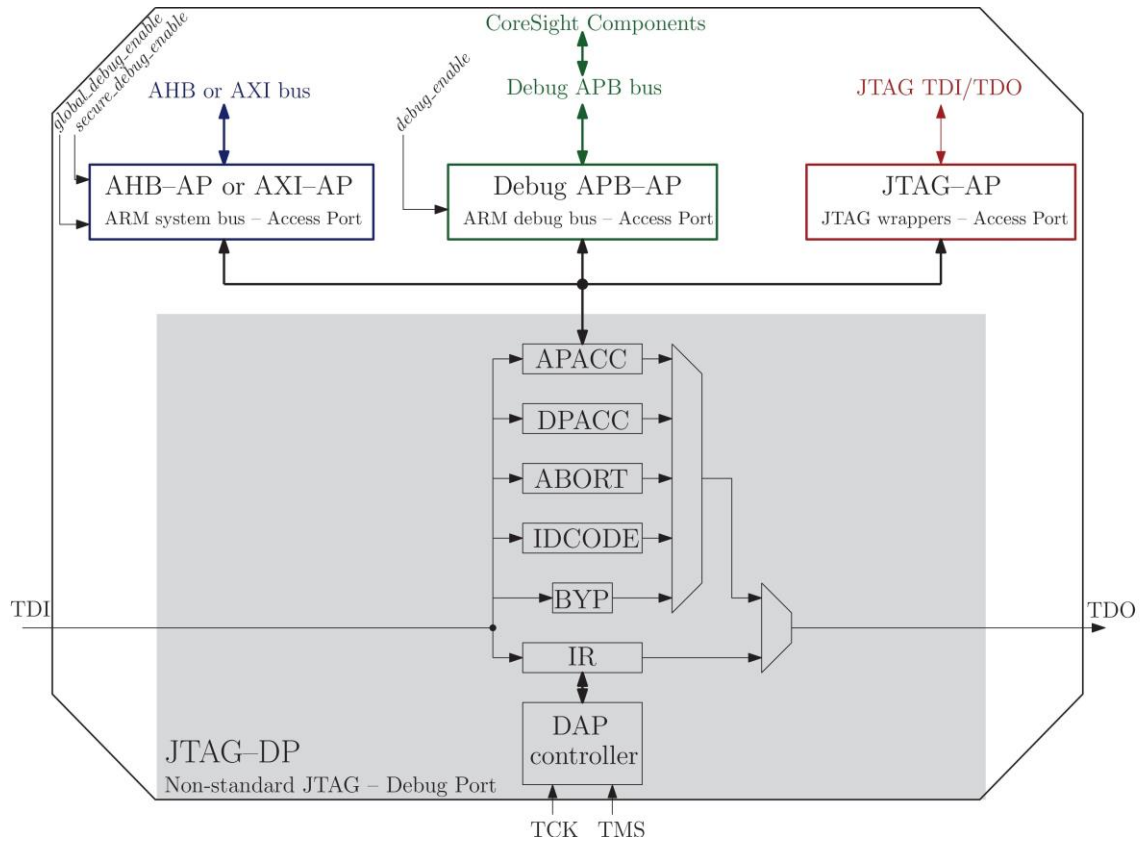 CoreSight Components
global_debug_enable
secure_debug_enable
debug_enable
AHB or AXI bus
Debug APB bus
JTAG TDI/TDO
AHB–AP or AXI–AP
ARM system bus – Access Port
Debug APB–AP
ARM debug bus – Access Port
JTAG–AP
JTAG wrappers – Access Port
APACC
DPACC
ABORT
IDCODE
BYP
TDI
TDO
IR
DAP
controller
JTAG–DP
Non-standard JTAG – Debug Port
TCK
TMS